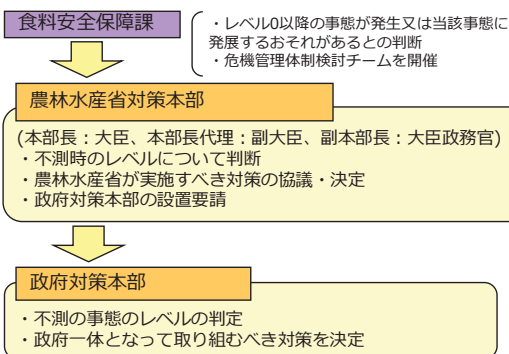 食料安全保障課
・レベル0以降の事態が発生又は当該事態に
発展するおそれがあるとの判断
・危機管理体制検討チームを開催
農林水産省対策本部
(本部長：大臣、本部長代理：副大臣、副本部長：大臣政務官)
・不測時のレベルについて判断
・農林水産省が実施すべき対策の協議・決定
・政府対策本部の設置要請
政府対策本部
・不測の事態のレベルの判定
・政府一体となって取り組むべき対策を決定